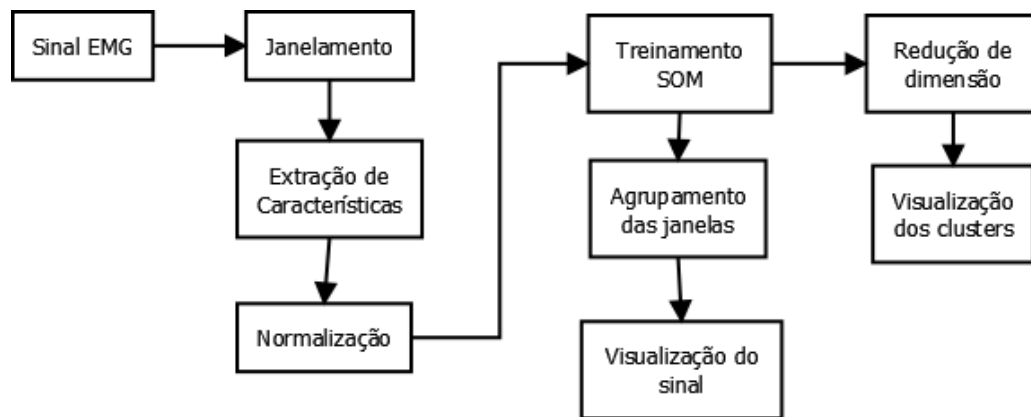 Sinal EMG
Janelamento
Extração de
Características
Normalização
Treinamento
SOM
Agrupamento
das janelas
Visualização do
sinal
Redução de
dimensão
Visualização
dos clusters